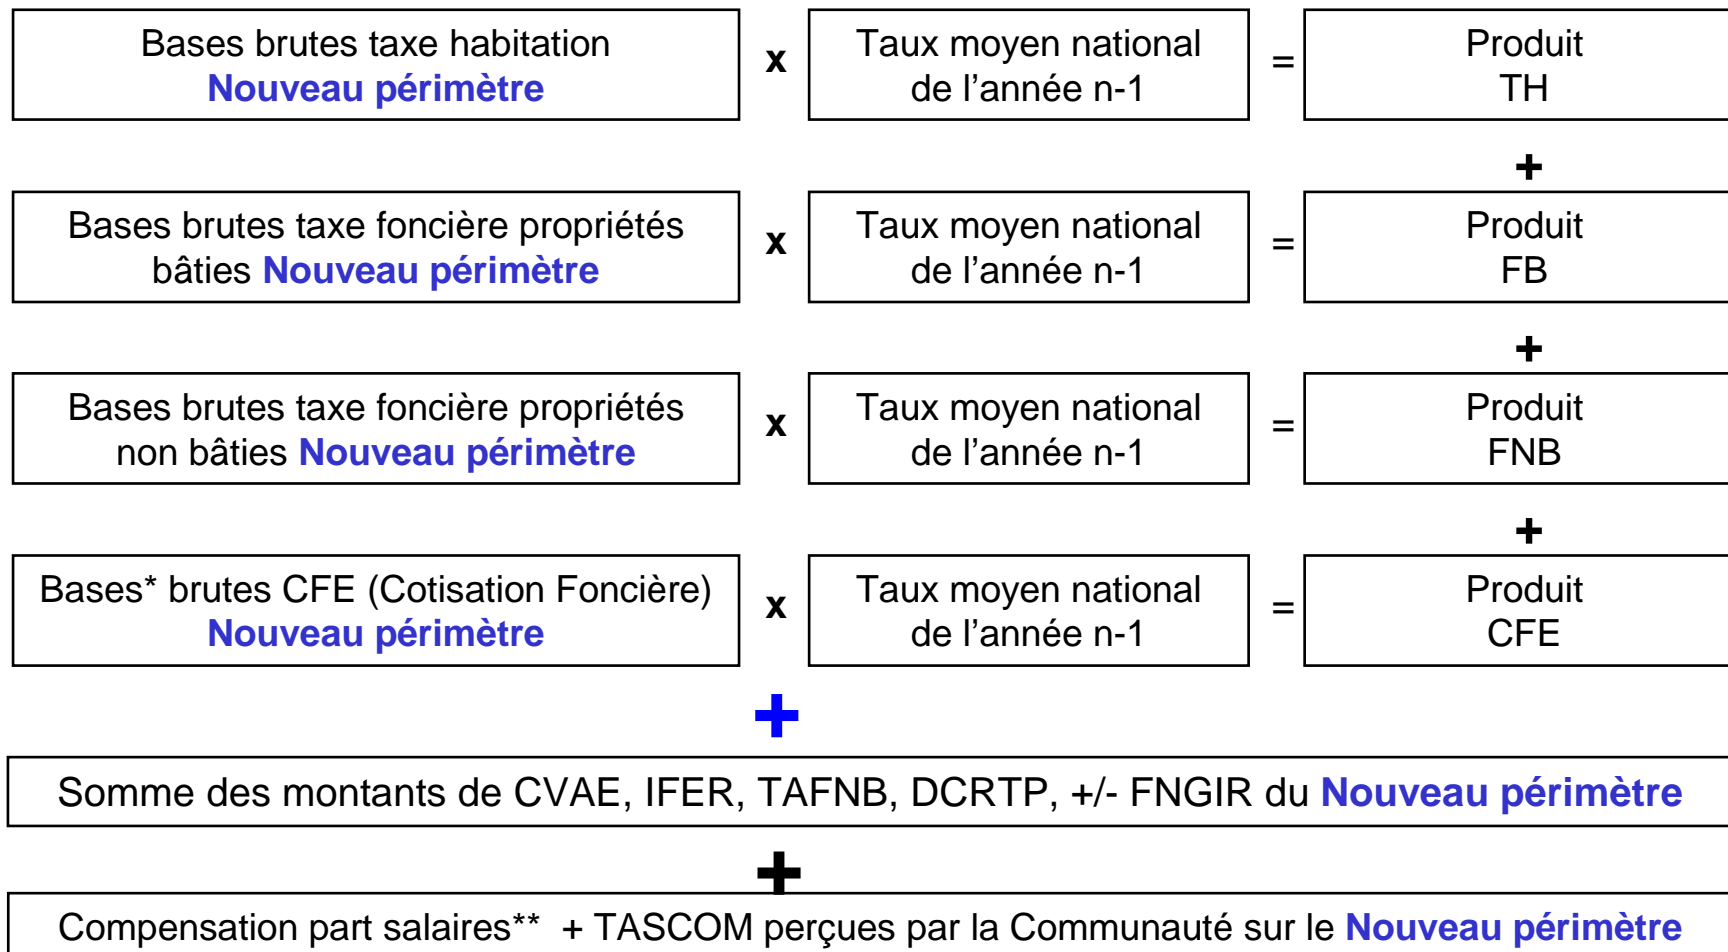 Bases brutes taxe habitation
Nouveau périmètre
x
Taux moyen national
de l'année n-1
=
Produit
TH
+
Bases brutes taxe foncière propriétés
bâties Nouveau périmètre
x
Taux moyen national
de l'année n-1
=
Produit
FB
+
Bases brutes taxe foncière propriétés
non bâties Nouveau périmètre
x
Taux moyen national
de l'année n-1
=
Produit
FNB
+
Bases* brutes CFE (Cotisation Foncière)
Nouveau périmètre
x
Taux moyen national
de l'année n-1
=
Produit
CFE
+
Somme des montants de CVAE, IFER, TAFNB, DCRTP, +/- FNGIR du Nouveau périmètre
+
Compensation part salaires** + TASCOM perçues par la Communauté sur le Nouveau périmètre